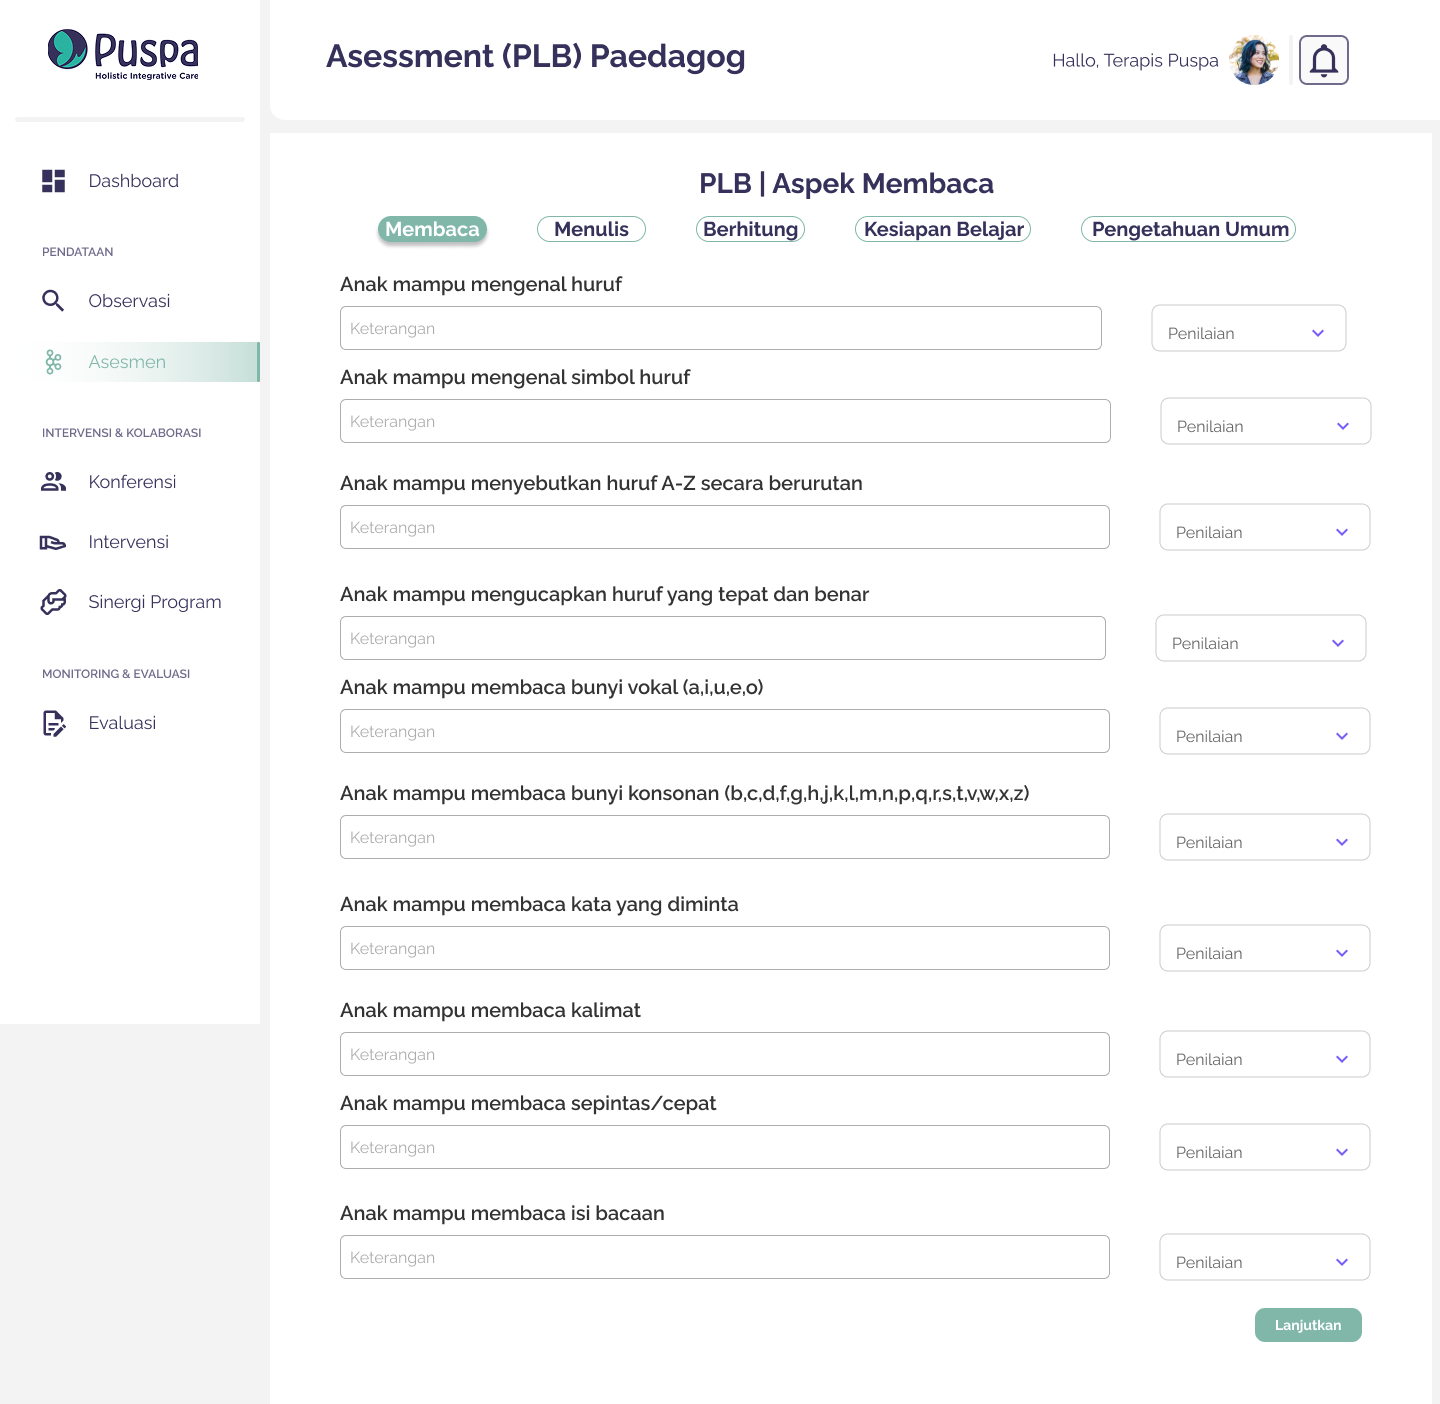 Puspa
Holistic Integrative Care
Dashboard
PENDATAAN
Observasi
Asesmen
INTERVENSI & KOLABORASI
Konferensi
Intervensi
Sinergi Program
MONITORING & EVALUASI
Evaluasi
Asessment (PLB) Paedagog
Hallo, Terapis Puspa
PLB | Aspek Membaca
Membaca Menulis Berhitung Kesiapan Belajar Pengetahuan Umum
Anak mampu mengenal huruf
Keterangan Penilaian
Anak mampu mengenal simbol huruf
Keterangan Penilaian
Anak mampu menyebutkan huruf A-Z secara berurutan
Keterangan Penilaian
Anak mampu mengucapkan huruf yang tepat dan benar
Keterangan Penilaian
Anak mampu membaca bunyi vokal (a,i,u,e,o)
Keterangan Penilaian
Anak mampu membaca bunyi konsonan (b,c,d,f,g,h,j,k,l,m,n,p,q,r,s,t,v,w,x,z)
Keterangan Penilaian
Anak mampu membaca kata yang diminta
Keterangan Penilaian
Anak mampu membaca kalimat
Keterangan Penilaian
Anak mampu membaca sepintas/cepat
Keterangan Penilaian
Anak mampu membaca isi bacaan
Keterangan Penilaian
Lanjutkan